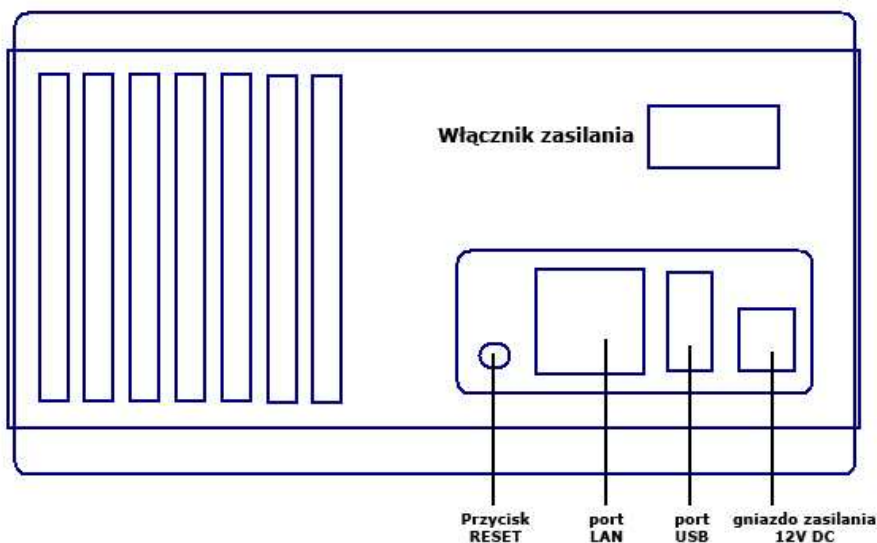 Włącznik zasilania
Przycisk
RESET
port
LAN
port
USB
gniazdo zasilania
12V DC